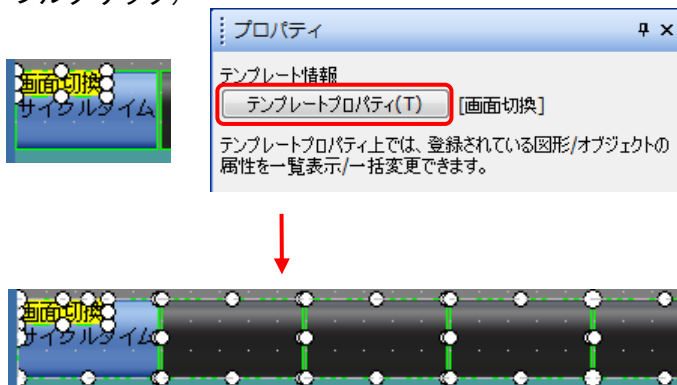 プロパティ
テンプレート情報
テンプレートプロパティ(T) [画面切換]
テンプレートプロパティ上では、登録されている図形/オブジェクトの
属性を一覧表示/一括変更できます。
画面切換
サイクルタイム
画面切換
サイクルタイム